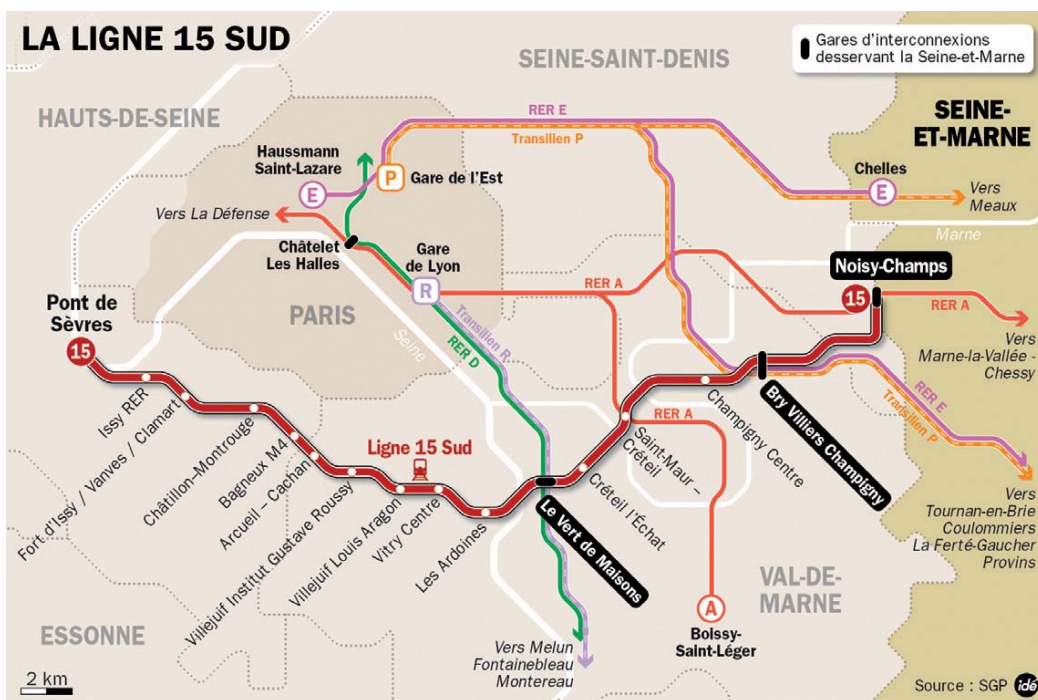 LA LIGNE 15 SUD
Gares d'interconnexions
desservant la Seine-et-Marne
SEINE-SAINT-DENIS
HAUTS-DE-SEINE
SEINE-
ET-MARNE
RER E
Transilien P
Haussmann
Saint-Lazare
E
P
Gare de l'Est
Chelles
E
Vers
Meaux
Vers La Défense
Châtelet
Les Halles
Gare
de Lyon
R
Marne
Noisy-Champs
15
RER A
RER A
Vers
Marne-la-Vallée -
Chessy
Pont de
Sèvres
15
PARIS
Seine
Transilien R
RER D
RER A
RER E
Transilien P
Issy RER
Fort d'Issy / Vanves / Clamart
Châtillon–Montrouge
Bagneux M4
Arcueil – Cachan
Villejuif Institut Gustave Roussy
Villejuif Louis Aragon
Ligne 15 Sud
Vitry Centre
Les Ardoines
Le Vert de Maisons
Créteil l'Échat
Saint-Maur –
Créteil
Champigny Centre
Bry Villiers Champigny
Vers
Tournan-en-Brie
Coulommiers
La Ferté-Gaucher
Provins
VAL-DE-
MARNE
A
Boissy-
Saint-Léger
ESSONNE
Vers Melun
Fontainebleau
Montereau
2 km
Source : SGP idé